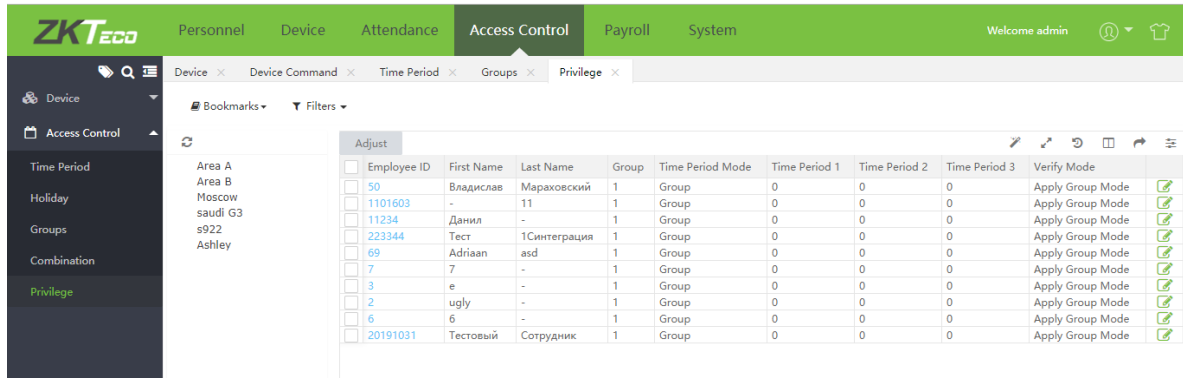 ZKTECO Personnel Device Attendance Access Control Payroll System Welcome admin
Device × Device Command × Time Period × Groups × Privilege ×
Device
Bookmarks Filters
Access Control
Adjust
Time Period
Holiday
Groups
Combination
Privilege
Area A
Area B
Moscow
saudi G3
s922
Ashley
Employee ID First Name Last Name Group Time Period Mode Time Period 1 Time Period 2 Time Period 3 Verify Mode
50 Владислав Мараховский 1 Group 0 0 0 Apply Group Mode
1101603 - 11 1 Group 0 0 0 Apply Group Mode
11234 Данил - 1 Group 0 0 0 Apply Group Mode
223344 Тест 1Синтеграция 1 Group 0 0 0 Apply Group Mode
69 Adriaan asd 1 Group 0 0 0 Apply Group Mode
7 7 - 1 Group 0 0 0 Apply Group Mode
3 e - 1 Group 0 0 0 Apply Group Mode
2 ugly - 1 Group 0 0 0 Apply Group Mode
6 6 - 1 Group 0 0 0 Apply Group Mode
20191031 Тестовый Сотрудник 1 Group 0 0 0 Apply Group Mode